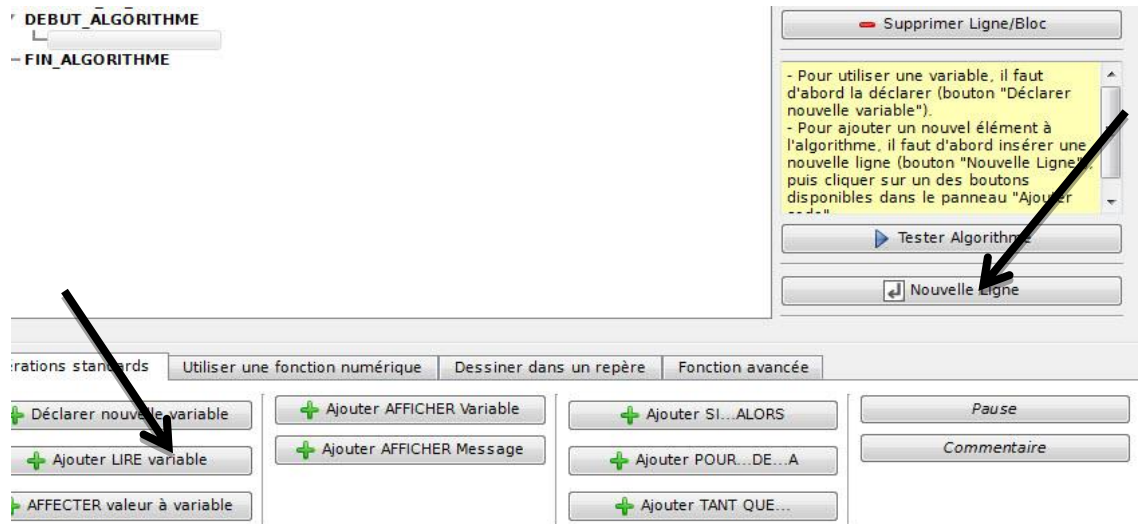 DEBUT_ALGORITHME
FIN_ALGORITHME
Supprimer Ligne/Bloc
- Pour utiliser une variable, il faut
d'abord la déclarer (bouton "Déclarer
nouvelle variable").
- Pour ajouter un nouvel élément à
l'algorithme, il faut d'abord insérer une
nouvelle ligne (bouton "Nouvelle Ligne"),
puis cliquer sur un des boutons
disponibles dans le panneau "Ajouter
Tester Algorithme
Nouvelle Ligne
érations standards
Utiliser une fonction numérique
Dessiner dans un repère
Fonction avancée
Déclarer nouvelle variable
Ajouter LIRE variable
AFFECTER valeur à variable
Ajouter AFFICHER Variable
Ajouter AFFICHER Message
Ajouter SI...ALORS
Ajouter POUR...DE...A
Ajouter TANT QUE...
Pause
Commentaire